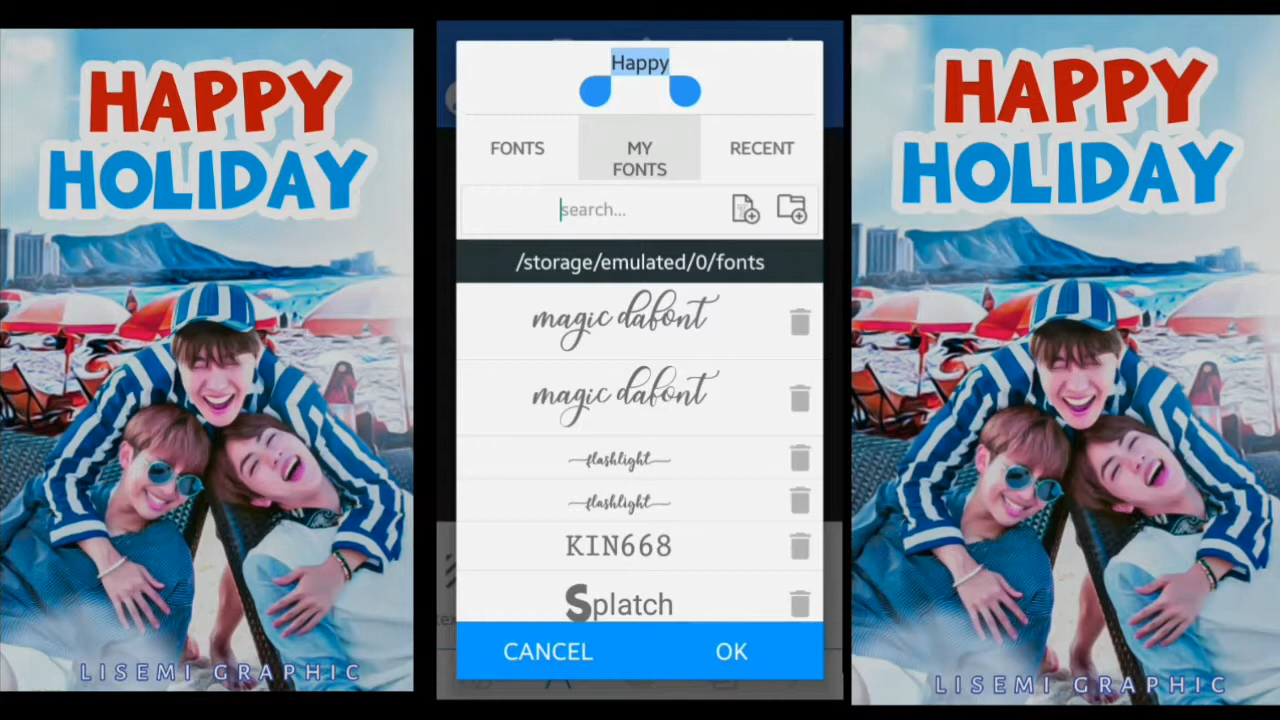 HAPPY
HOLIDAY
LISEMI GRAPHIC
Happy
FONTS
MY
FONTS
RECENT
search...
/storage/emulated/0/fonts
magic dafont
magic dafont
flashlight
flashlight
KIN668
Splatch
CANCEL
OK
HAPPY
HOLIDAY
LISEMI GRAPHIC